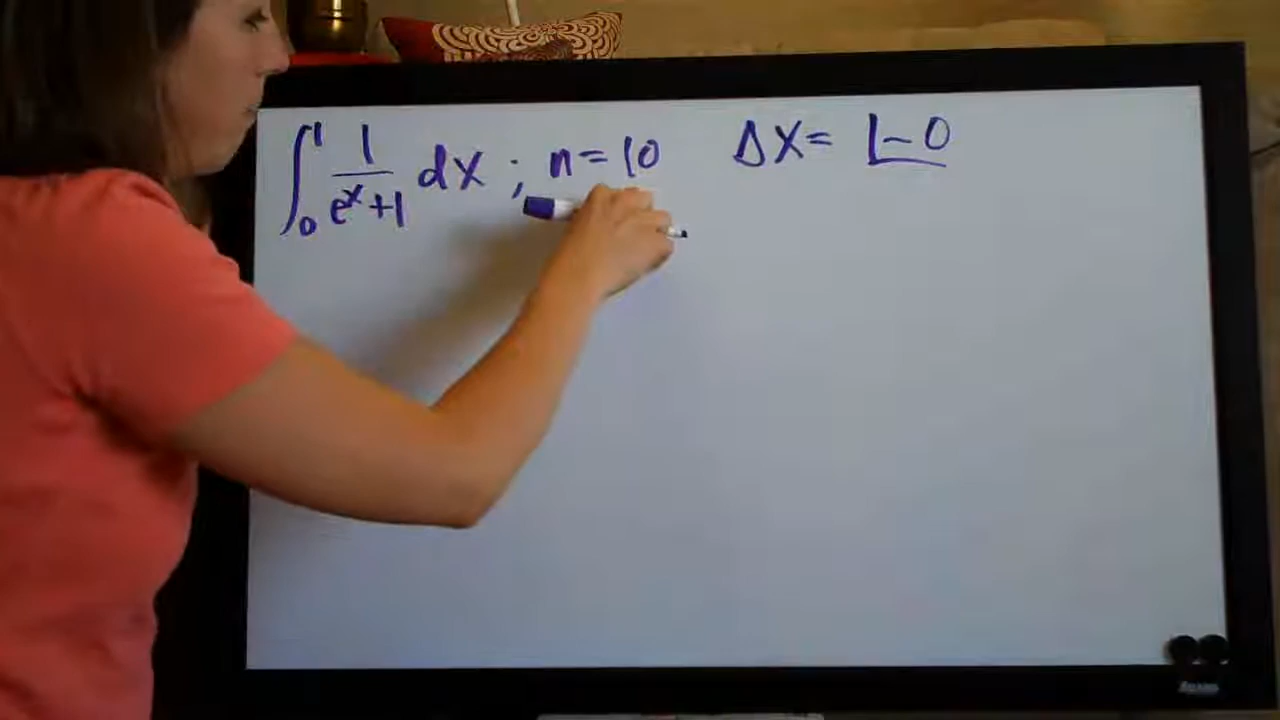 ∫₀¹ 1/(eˣ+1) dx ; n=10 Δx= 1-0